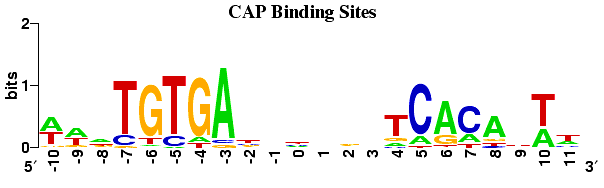 CAP Binding Sites
2
bits
1
0
A T
A T
A
T C
G T
T C
G A T
A C
T
T A
C A
A G
C A
A T
T A
T
5′ -10 -9 -8 -7 -6 -5 -4 -3 -2 -1 0 1 2 3 4 5 6 7 8 9 10 11 3′